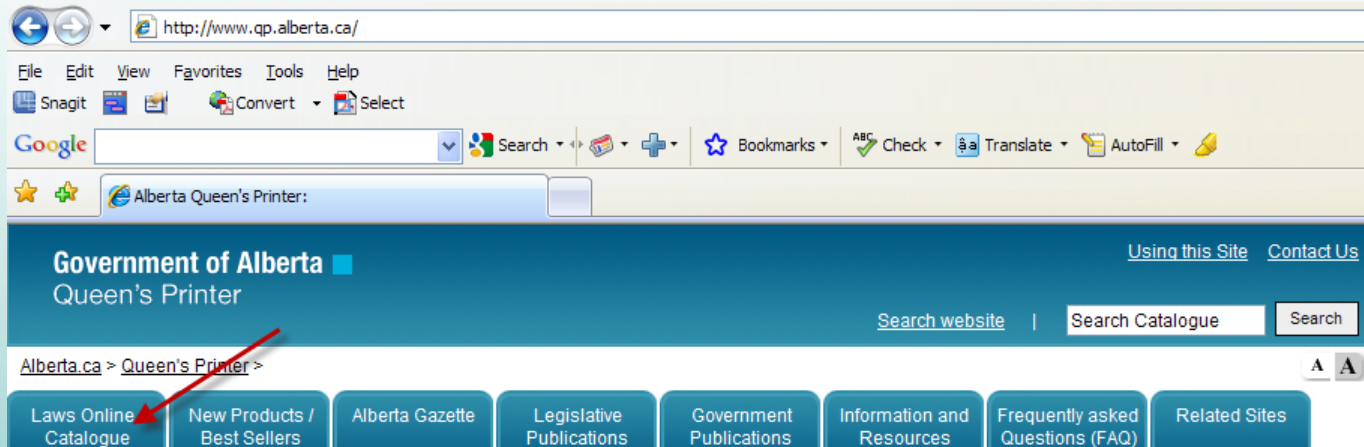 http://www.qp.alberta.ca/
File Edit View Favorites Tools Help
Snagit Convert Select
Google Search Bookmarks ABC Check âa Translate AutoFill
Alberta Queen's Printer:
Government of Alberta
Using this Site Contact Us
Queen's Printer
Search website | Search Catalogue Search
Alberta.ca > Queen's Printer > A A
Laws Online/ New Products / Alberta Gazette Legislative Government Information and Frequently asked Related Sites
Catalogue Best Sellers Publications Publications Resources Questions (FAQ)